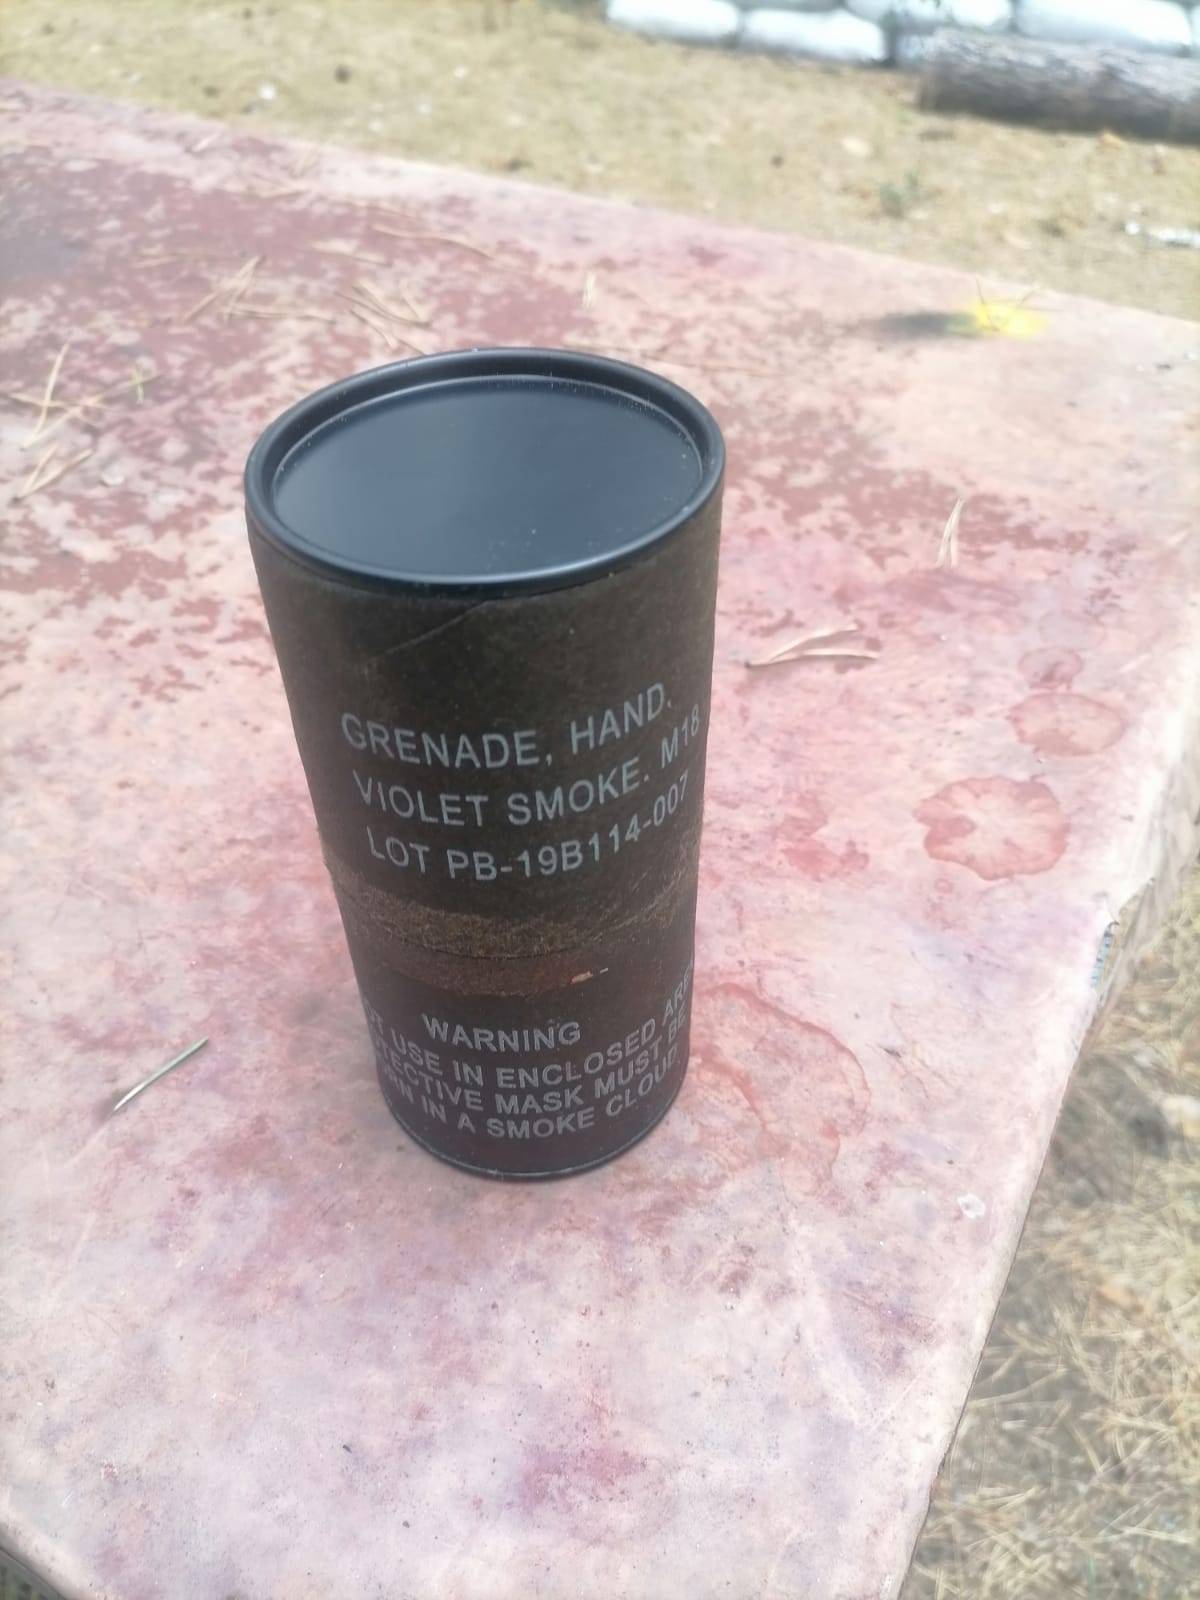 GRENADE, HAND,
VIOLET SMOKE. M18
LOT PB-19B114-007
WARNING
USE IN ENCLOSED
MASK MUST BE
IN A SMOKE CLOUD